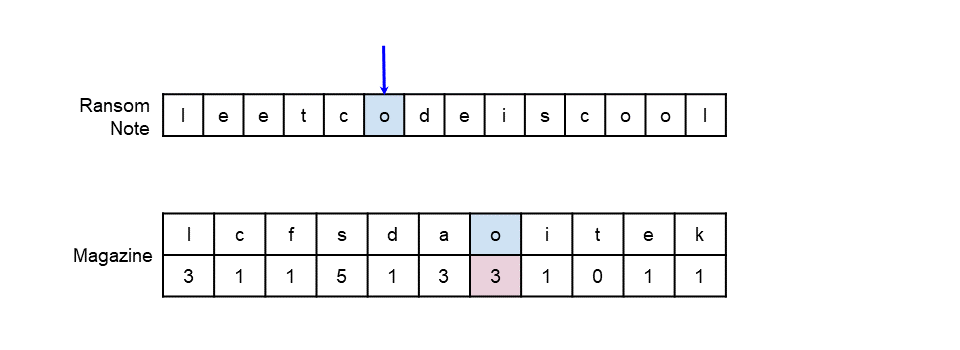 Ransom Note
l e e t c o d e i s c o o l
Magazine
l c f s d a o i t e k
3 1 1 5 1 3 3 1 0 1 1